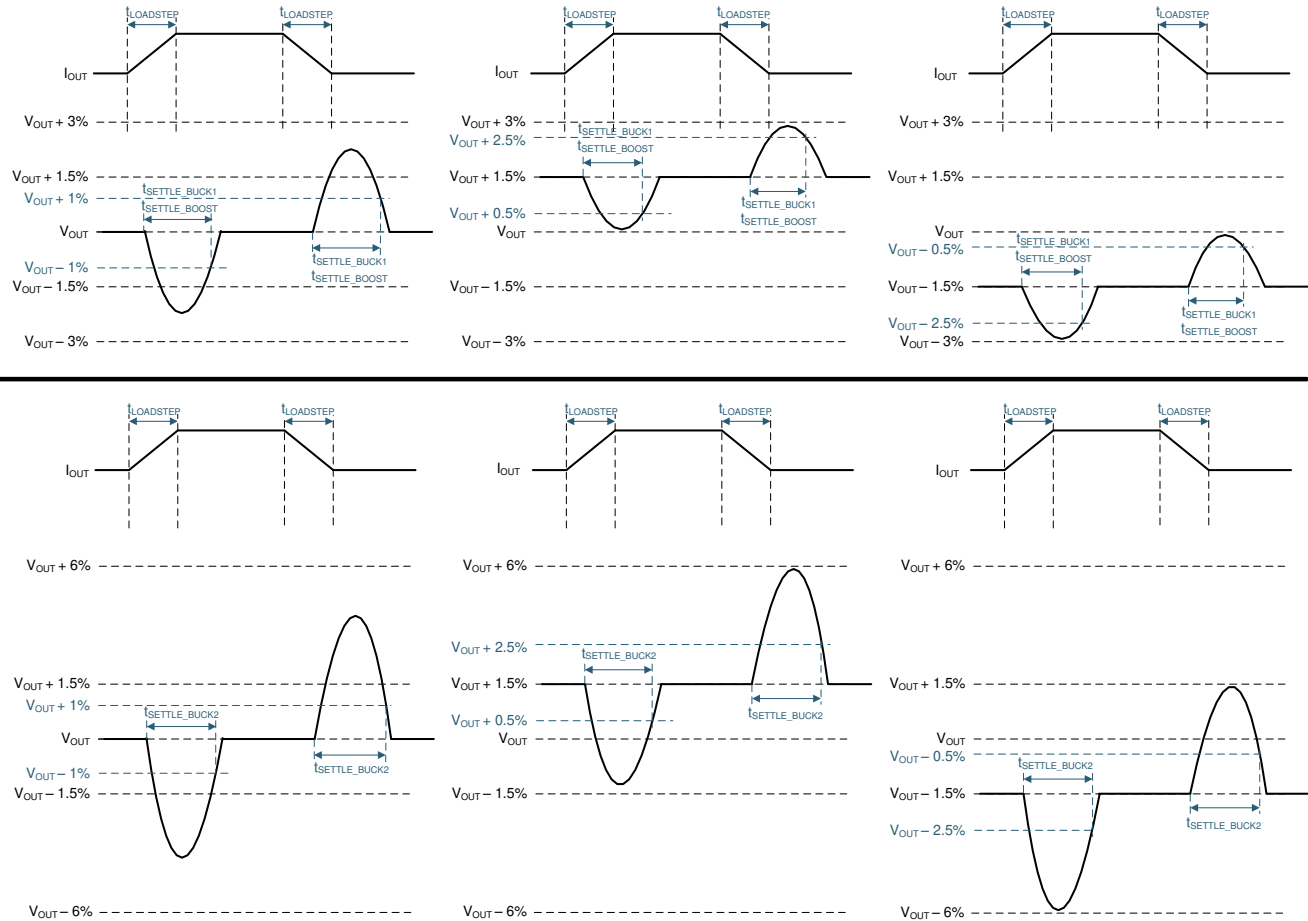 tLOADSTEP
tLOADSTEP
IOUT
VOUT + 3%
VOUT + 1.5%
tSETTLE_BUCK1
VOUT + 1%
tSETTLE_BOOST
VOUT
tSETTLE_BUCK1
VOUT – 1%
tSETTLE_BOOST
VOUT – 1.5%
VOUT – 3%
tLOADSTEP
tLOADSTEP
IOUT
VOUT + 3%
tSETTLE_BUCK1
VOUT + 2.5%
tSETTLE_BOOST
VOUT + 1.5%
tSETTLE_BUCK1
VOUT + 0.5%
tSETTLE_BOOST
VOUT
VOUT – 1.5%
VOUT – 3%
tLOADSTEP
tLOADSTEP
IOUT
VOUT + 3%
VOUT + 1.5%
VOUT
tSETTLE_BUCK1
VOUT – 0.5%
tSETTLE_BOOST
VOUT – 1.5%
tSETTLE_BUCK1
VOUT – 2.5%
tSETTLE_BOOST
VOUT – 3%
tLOADSTEP
tLOADSTEP
IOUT
VOUT + 6%
VOUT + 1.5%
VOUT + 1%
tSETTLE_BUCK2
VOUT
tSETTLE_BUCK2
VOUT – 1%
VOUT – 1.5%
VOUT – 6%
tLOADSTEP
tLOADSTEP
IOUT
VOUT + 6%
VOUT + 2.5%
tSETTLE_BUCK2
VOUT + 1.5%
tSETTLE_BUCK2
VOUT + 0.5%
VOUT
VOUT – 1.5%
VOUT – 6%
tLOADSTEP
tLOADSTEP
IOUT
VOUT + 6%
VOUT + 1.5%
VOUT
VOUT – 0.5%
tSETTLE_BUCK2
VOUT – 1.5%
tSETTLE_BUCK2
VOUT – 2.5%
VOUT – 6%